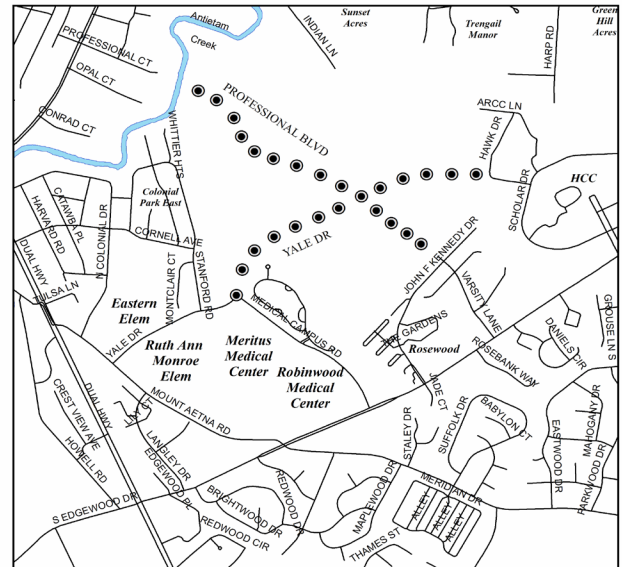 Sunset
Acres
Trengail
Manor
Green
Hill
Acres
Antietam
Creek
INDIAN LN
HARP RD
PROFESSIONAL CT
OPAL CT
CONRAD CT
PROFESSIONAL BLVD
ARCC LN
HAWK DR
HCC
SCHOLAR DR
WHITTIER HTS
Colonial
Park East
CATAWBA PL
HARVARD RD
N COLONIAL DR
CORNELL AVE
DUAL HWY
TULSA LN
STANFORD RD
MONTCLAIR CT
YALE DR
JOHN F KENNEDY DR
VARSITY LANE
Eastern
Elem
YALE DR
Ruth Ann
Monroe
Elem
Meritus
Medical
Center
MEDICAL CAMPUS RD
Robinwood
Medical
Center
THE GARDENS
Rosewood
ROSEBANK WAY
DANIELS CIR
GROUSE LN S
JADE CT
MOUNT AETNA RD
DUAL HWY
CREST VIEW AVE
HOWELL RD
LANGLEY DR
EDGEWOOD PL
STALEY DR
SUFFOLK DR
BABYLON CT
EASTWOOD DR
MAHOGANY DR
PARKWOOD DR
MERIDIAN DR
S EDGEWOOD DR
BRIGHTWOOD DR
REDWOOD DR
REDWOOD CIR
MAPLEWOOD DR
THAMES ST
ALLEY
ALLEY
ALLEY